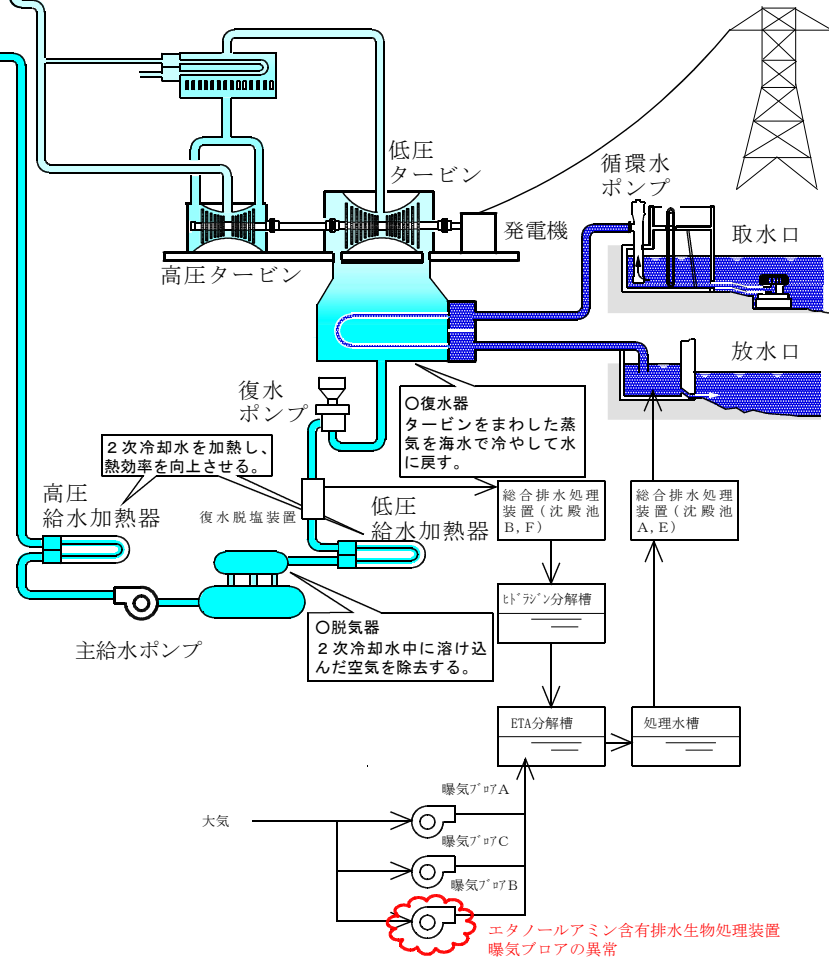 低圧
タービン
循環水
ポンプ
取水口
発電機
高圧タービン
放水口
復水
ポンプ
○復水器
タービンをまわした蒸
気を海水で冷やして水
に戻す。
２次冷却水を加熱し、
熱効率を向上させる。
高圧
給水加熱器
復水脱塩装置
低圧
給水加熱器
総合排水処理
装置(沈殿池
B,F)
総合排水処理
装置(沈殿池
A,E)
ﾋﾄﾞﾗｼﾞﾝ分解槽
○脱気器
２次冷却水中に溶け込
んだ空気を除去する。
主給水ポンプ
ETA分解槽
処理水槽
曝気ﾌﾞﾛｱA
大気
曝気ﾌﾞﾛｱC
曝気ﾌﾞﾛｱB
エタノールアミン含有排水生物処理装置
曝気ブロアの異常